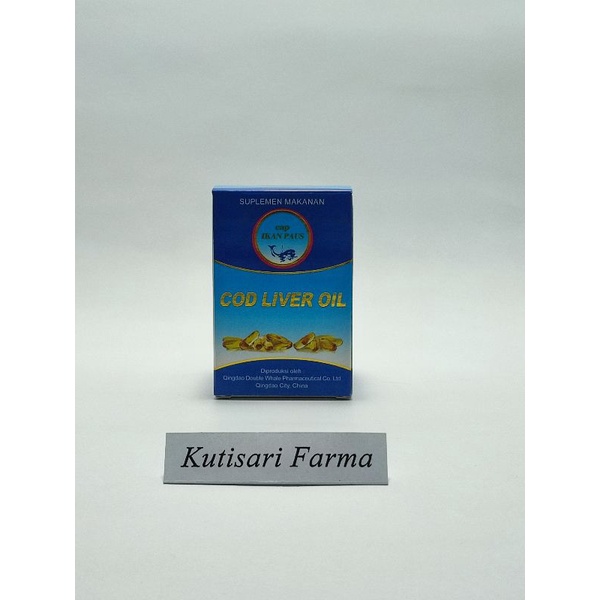 SUPLEMEN MAKANAN
cap
IKAN PAUS
COD LIVER OIL
Diproduksi oleh :
Qingdao Double Whale Pharmaceutical Co. Ltd
Qingdao City, China
Kutisari Farma